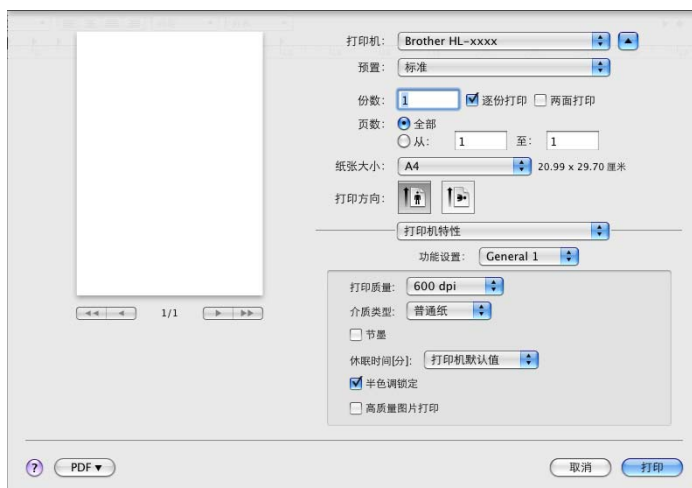 打印机: Brother HL-xxxx
预置: 标准
份数: 1 逐份打印 两面打印
页数: 全部
从: 1 至: 1
纸张大小: A4 20.99 x 29.70 厘米
打印方向:
打印机特性
功能设置: General 1
打印质量: 600 dpi
介质类型: 普通纸
节墨
休眠时间[分]: 打印机默认值
半色调锁定
高质量图片打印
1/1
? PDF▼ 取消 打印